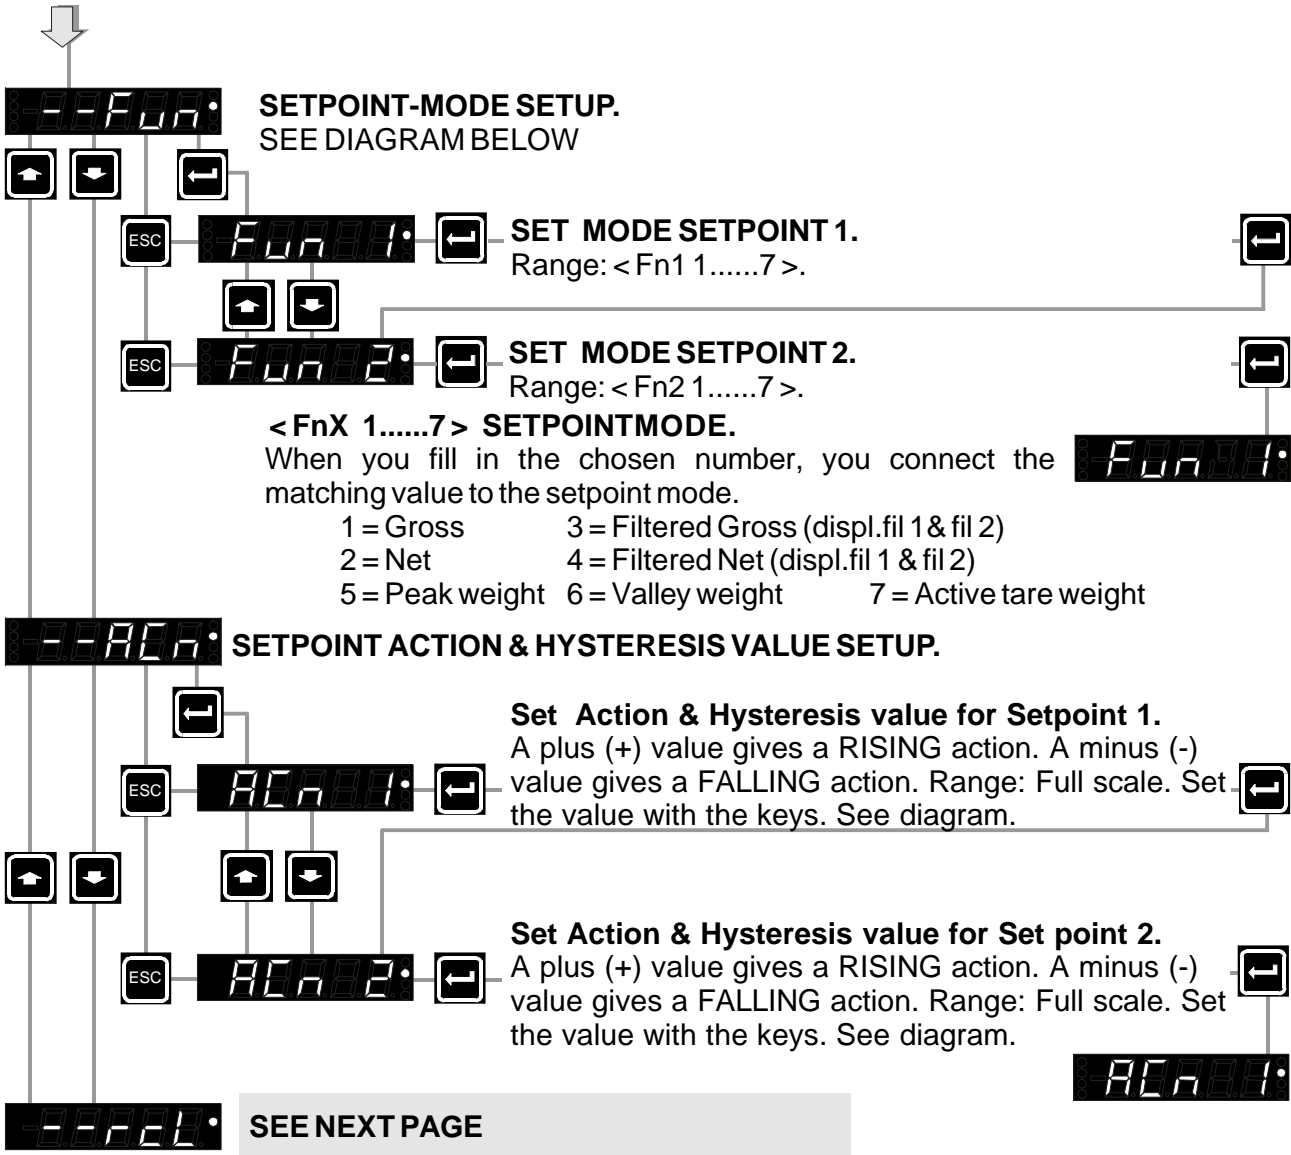 --Fun
SETPOINT-MODE SETUP.
SEE DIAGRAM BELOW
ESC
Fun 1
SET MODE SETPOINT 1.
Range: < Fn1 1......7 >.
ESC
Fun 2
SET MODE SETPOINT 2.
Range: < Fn2 1......7 >.
< FnX 1......7 > SETPOINTMODE.
When you fill in the chosen number, you connect the
matching value to the setpoint mode.
Fun 1
1 = Gross 3 = Filtered Gross (displ.fil 1& fil 2)
2 = Net 4 = Filtered Net (displ.fil 1 & fil 2)
5 = Peak weight 6 = Valley weight 7 = Active tare weight
--ACn
SETPOINT ACTION & HYSTERESIS VALUE SETUP.
Set Action & Hysteresis value for Setpoint 1.
A plus (+) value gives a RISING action. A minus (-)
value gives a FALLING action. Range: Full scale. Set
the value with the keys. See diagram.
ESC
ACn 1
Set Action & Hysteresis value for Set point 2.
A plus (+) value gives a RISING action. A minus (-)
value gives a FALLING action. Range: Full scale. Set
the value with the keys. See diagram.
ESC
ACn 2
ACn 1
--rcL
SEE NEXT PAGE